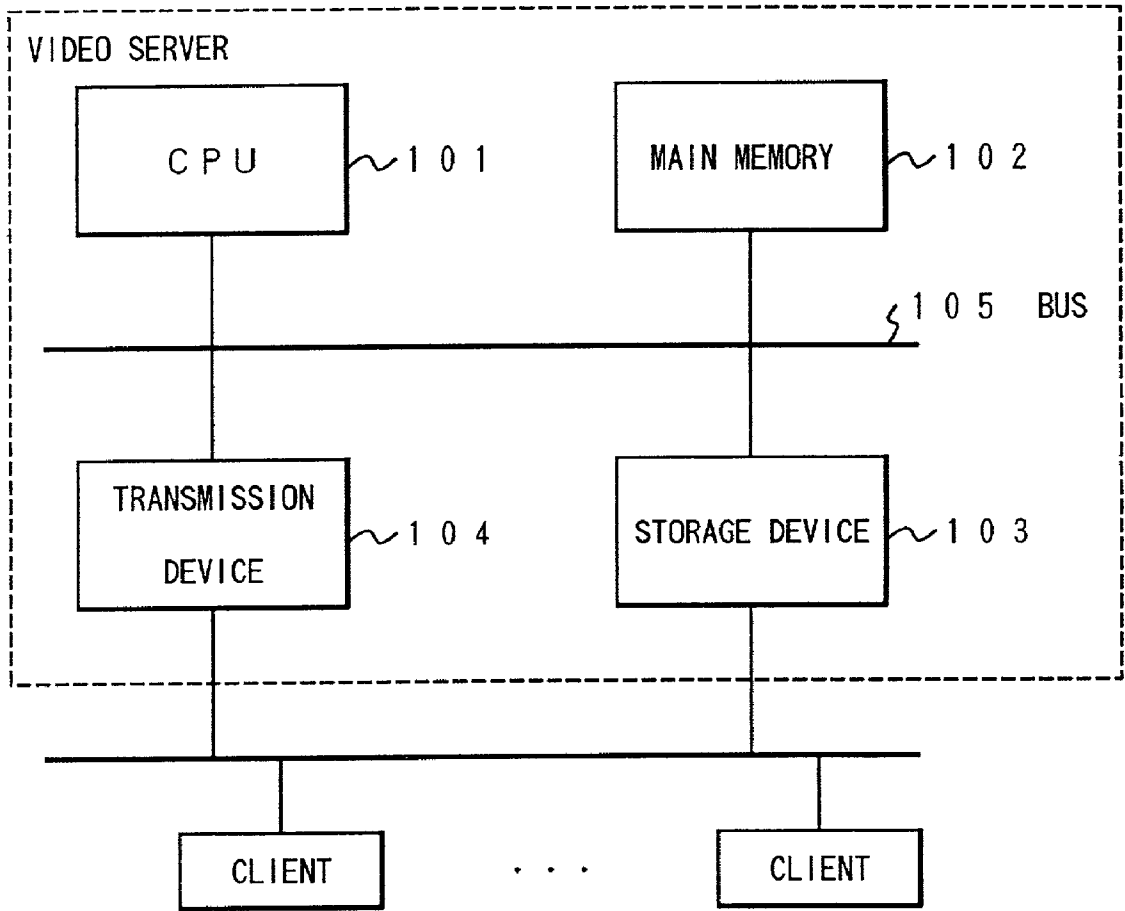 VIDEO SERVER
CPU
101
MAIN MEMORY
102
105 BUS
TRANSMISSION
DEVICE
104
STORAGE DEVICE
103
CLIENT
. . .
CLIENT